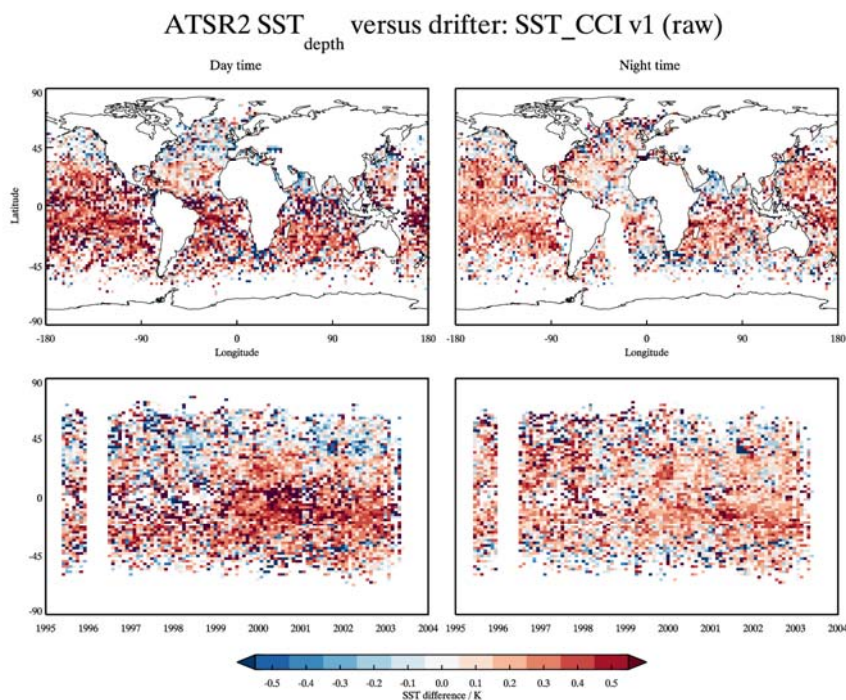 ATSR2 SST_depth versus drifter: SST_CCI v1 (raw)
Day time
Night time
90
45
0
-45
-90
Latitude
-180 -90 0 90 180
Longitude
-180 -90 0 90 180
Longitude
90
45
0
-45
-90
1995 1996 1997 1998 1999 2000 2001 2002 2003 2004
1995 1996 1997 1998 1999 2000 2001 2002 2003 2004
-0.5 -0.4 -0.3 -0.2 -0.1 0.0 0.1 0.2 0.3 0.4 0.5
SST difference / K